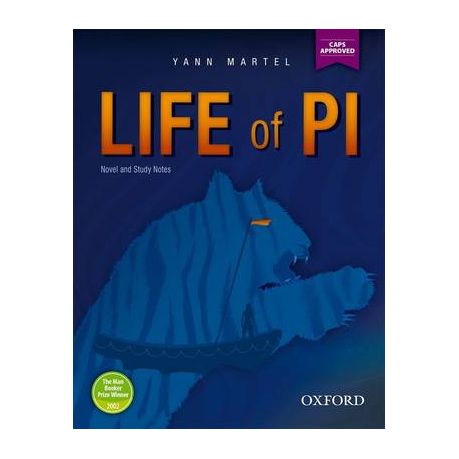 CAPS
APPROVED
YANN MARTEL
LIFE of PI
Novel and Study Notes
The Man
Booker
Prize Winner
2002
OXFORD